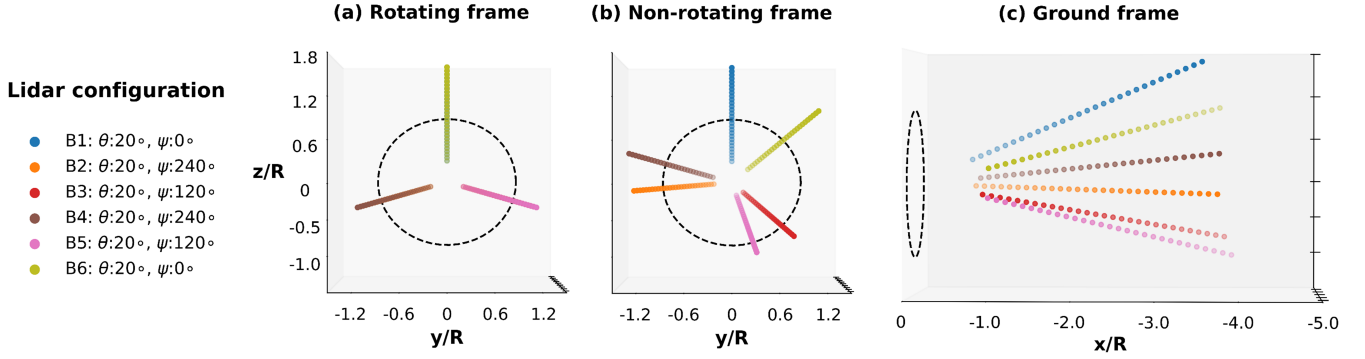 (a) Rotating frame
(b) Non-rotating frame
(c) Ground frame
Lidar configuration
B1: θ:20∘, ψ:0∘
B2: θ:20∘, ψ:240∘
B3: θ:20∘, ψ:120∘
B4: θ:20∘, ψ:240∘
B5: θ:20∘, ψ:120∘
B6: θ:20∘, ψ:0∘
z/R
1.8
1.2
0.6
0
-0.5
-1.0
-1.2 -0.6 0 0.6 1.2
y/R
-1.2 -0.6 0 0.6 1.2
y/R
0 -1.0 -2.0 -3.0 -4.0 -5.0
x/R